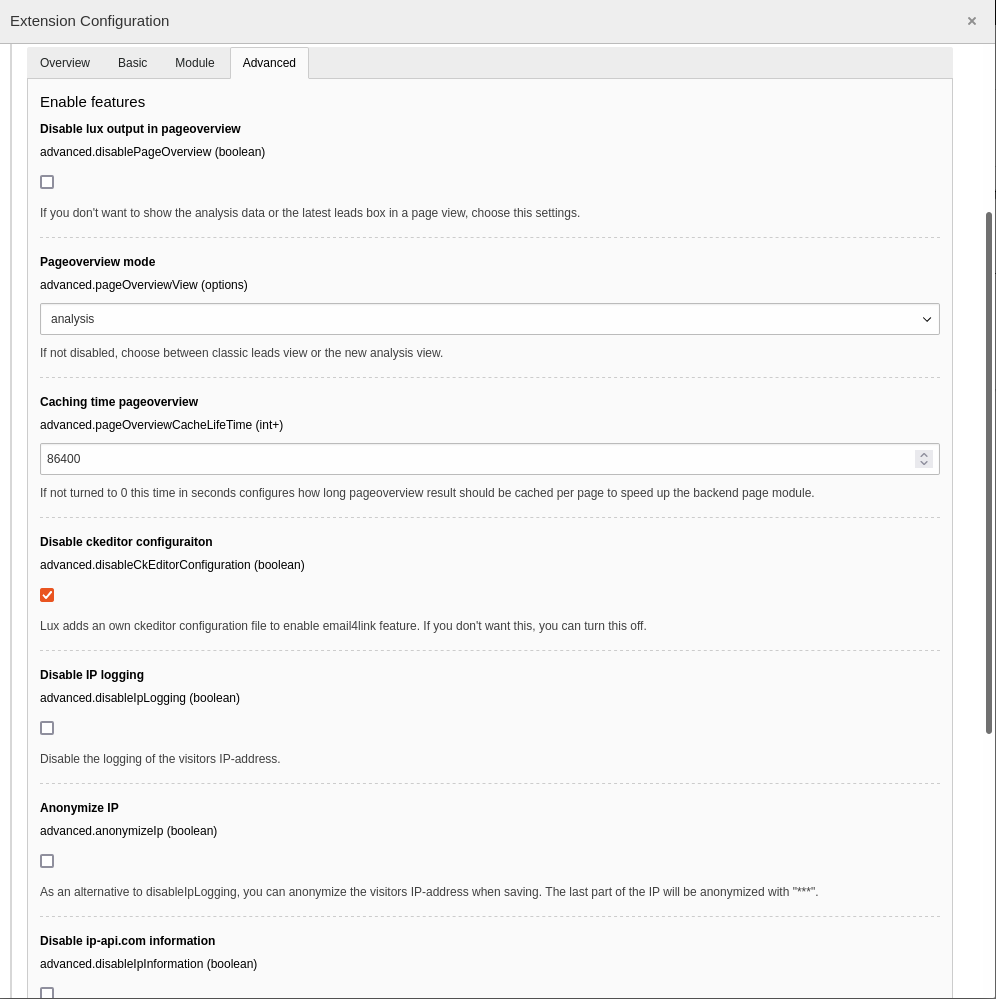 Extension Configuration
×
Overview Basic Module Advanced
Enable features
Disable lux output in pageoverview
advanced.disablePageOverview (boolean)
If you don't want to show the analysis data or the latest leads box in a page view, choose this settings.
Pageoverview mode
advanced.pageOverviewView (options)
analysis
If not disabled, choose between classic leads view or the new analysis view.
Caching time pageoverview
advanced.pageOverviewCacheLifeTime (int+)
86400
If not turned to 0 this time in seconds configures how long pageoverview result should be cached per page to speed up the backend page module.
Disable ckeditor configuraiton
advanced.disableCkEditorConfiguration (boolean)
Lux adds an own ckeditor configuration file to enable email4link feature. If you don't want this, you can turn this off.
Disable IP logging
advanced.disableIpLogging (boolean)
Disable the logging of the visitors IP-address.
Anonymize IP
advanced.anonymizeIp (boolean)
As an alternative to disableIpLogging, you can anonymize the visitors IP-address when saving. The last part of the IP will be anonymized with "***".
Disable ip-api.com information
advanced.disableIpInformation (boolean)